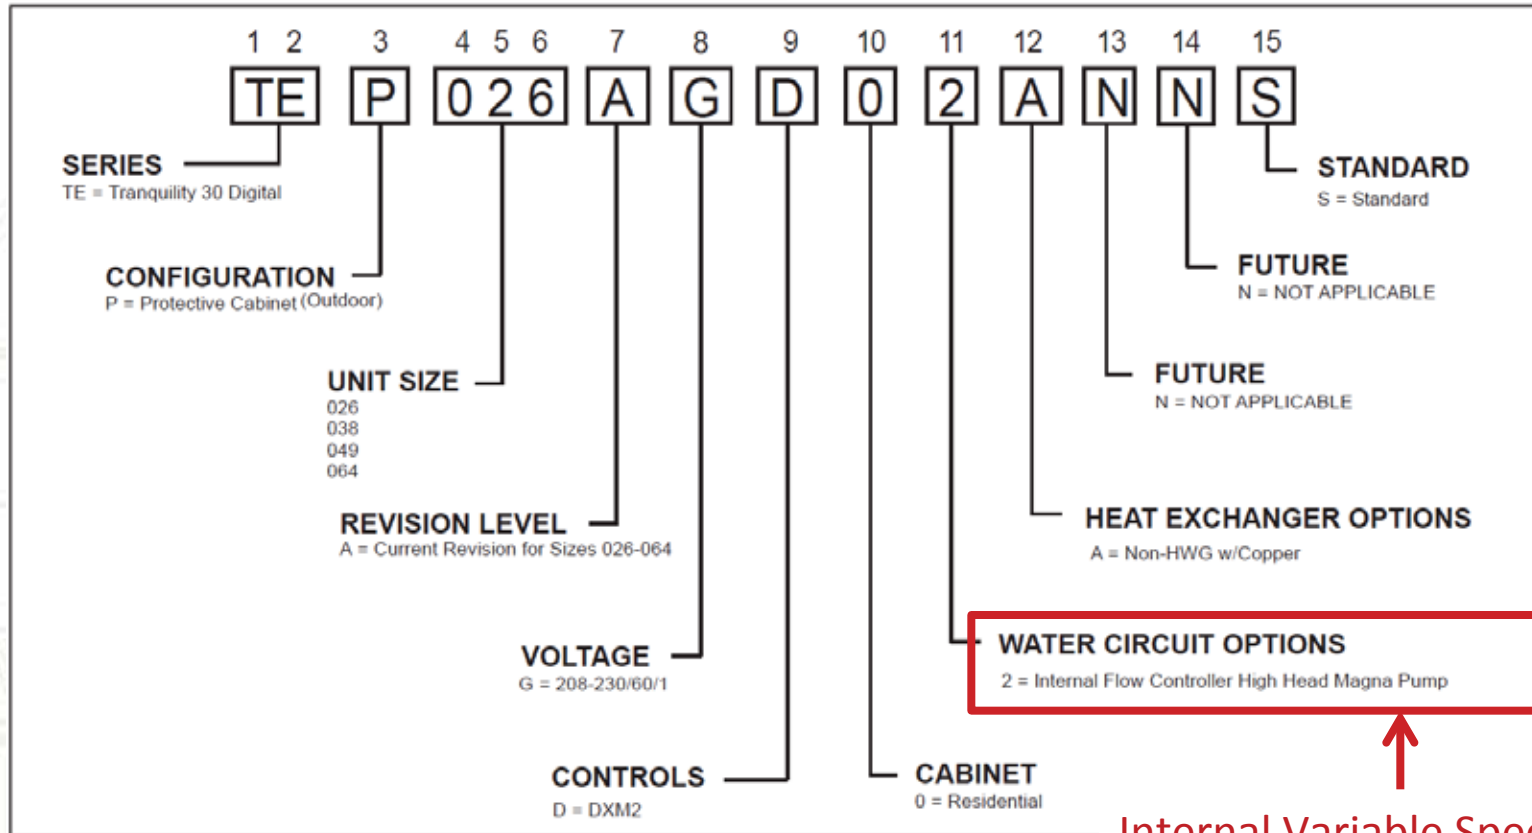 1 2 3 4 5 6 7 8 9 10 11 12 13 14 15
TE P 026 A G D 0 2 A N N S
SERIES
TE = Tranquility 30 Digital
STANDARD
S = Standard
CONFIGURATION
P = Protective Cabinet (Outdoor)
FUTURE
N = NOT APPLICABLE
UNIT SIZE
026
038
049
064
FUTURE
N = NOT APPLICABLE
REVISION LEVEL
A = Current Revision for Sizes 026-064
HEAT EXCHANGER OPTIONS
A = Non-HWG w/Copper
VOLTAGE
G = 208-230/60/1
WATER CIRCUIT OPTIONS
2 = Internal Flow Controller High Head Magna Pump
CONTROLS
D = DXM2
CABINET
0 = Residential
Internal Variable